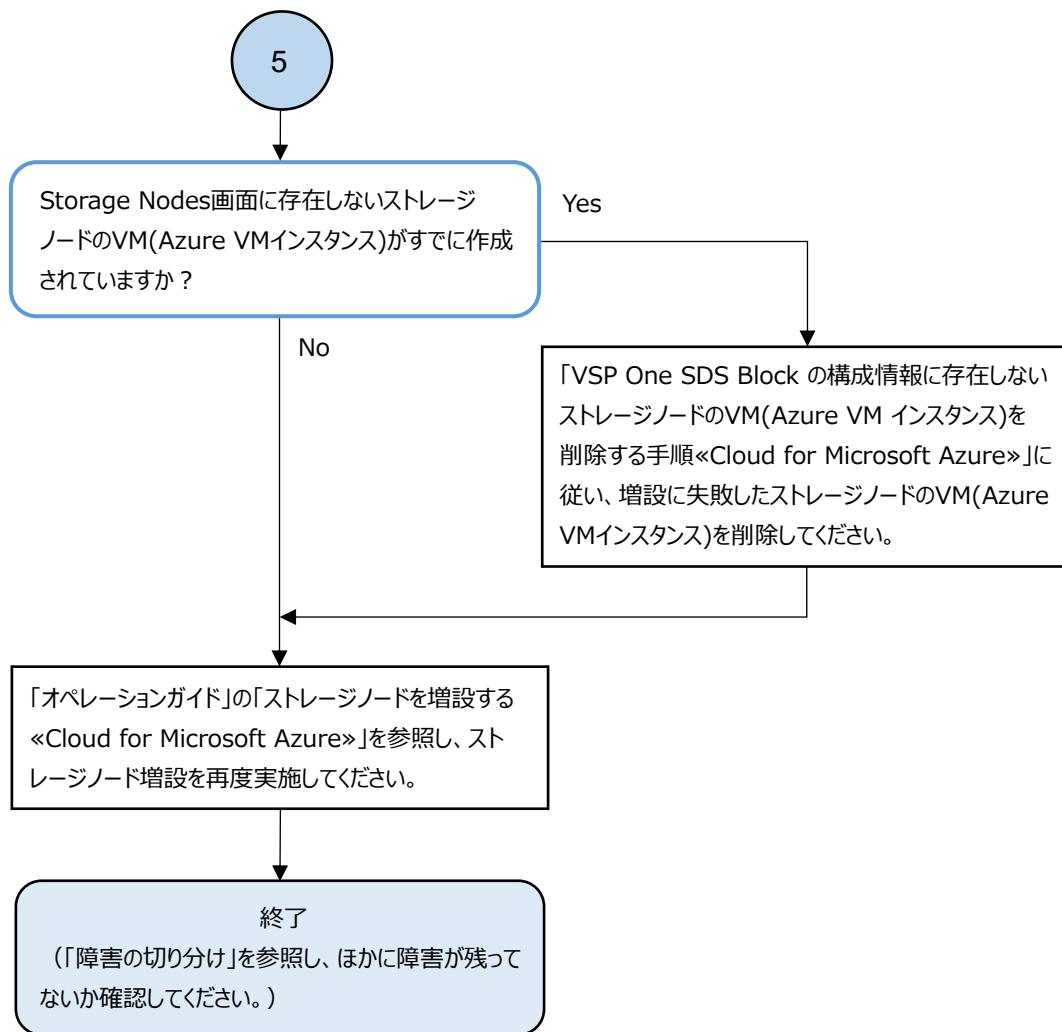 5
Storage Nodes画面に存在しないストレージ
ノードのVM(Azure VMインスタンス)がすでに作成
されていますか？
Yes
No
「VSP One SDS Block の構成情報に存在しない
ストレージノードのVM(Azure VM インスタンス)を
削除する手順«Cloud for Microsoft Azure»」に
従い、増設に失敗したストレージノードのVM(Azure
VMインスタンス)を削除してください。
「オペレーションガイド」の「ストレージノードを増設する
«Cloud for Microsoft Azure»」を参照し、スト
レージノード増設を再度実施してください。
終了
（「障害の切り分け」を参照し、ほかに障害が残って
ないか確認してください。）